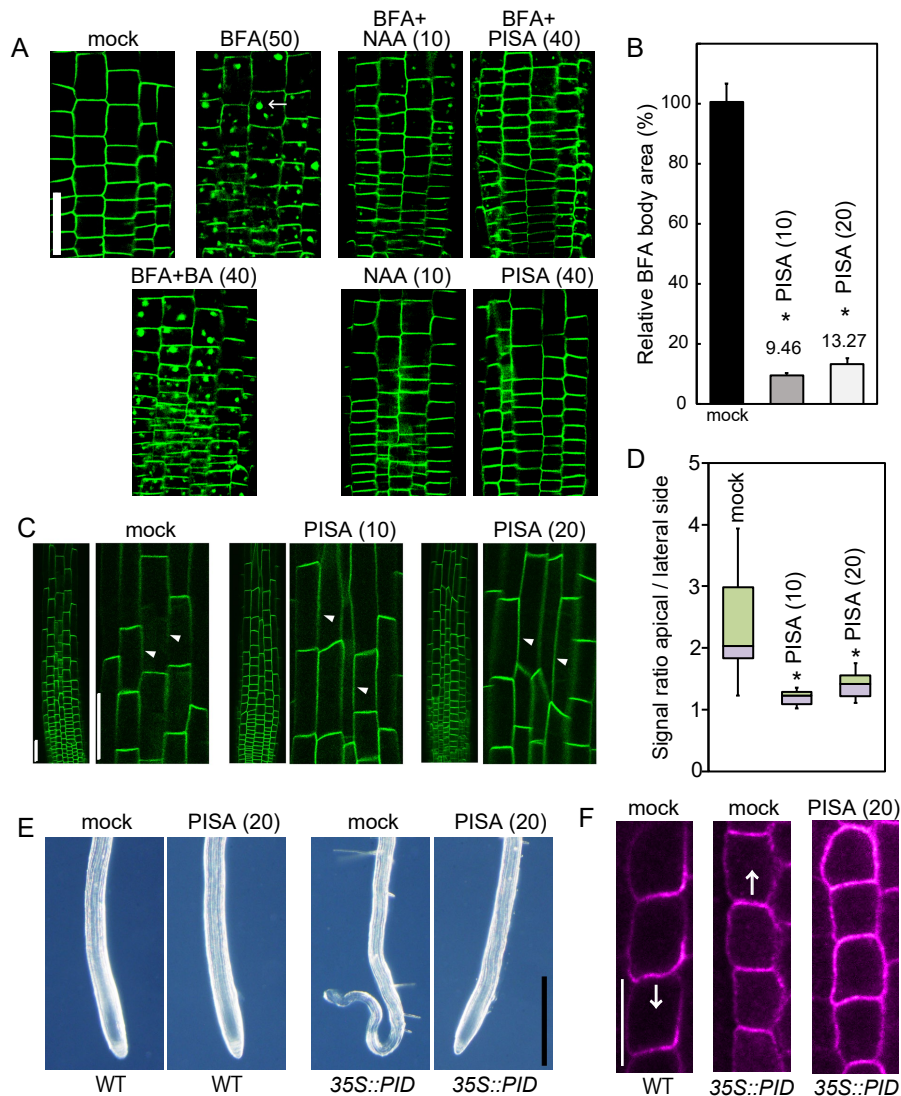 A
mock
BFA(50)
BFA+
NAA (10)
BFA+
PISA (40)
BFA+BA (40)
NAA (10)
PISA (40)
B
Relative BFA body area (%)
100
80
60
40
20
0
mock
9.46
* PISA (10)
13.27
* PISA (20)
C
mock
PISA (10)
PISA (20)
D
Signal ratio apical / lateral side
5
4
3
2
1
0
mock
* PISA (10)
* PISA (20)
E
mock
PISA (20)
mock
PISA (20)
WT
WT
35S::PID
35S::PID
F
mock
mock
PISA (20)
WT
35S::PID
35S::PID